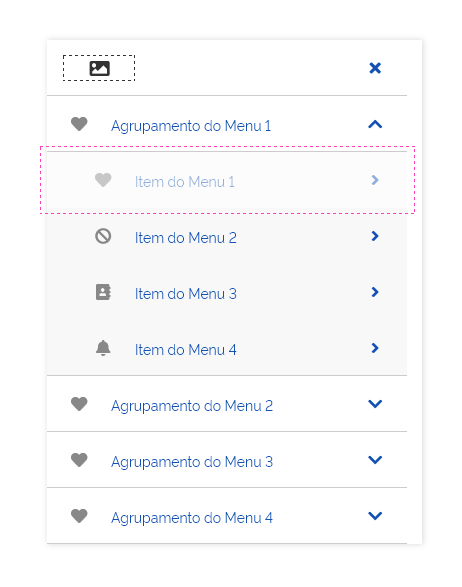 Agrupamento do Menu 1
Item do Menu 1
Item do Menu 2
Item do Menu 3
Item do Menu 4
Agrupamento do Menu 2
Agrupamento do Menu 3
Agrupamento do Menu 4